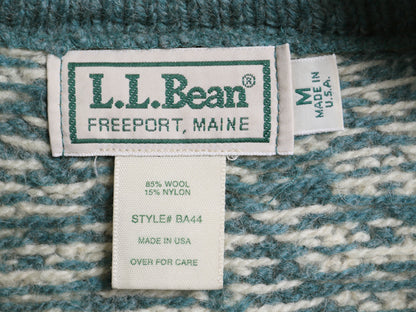 L.L.Bean®
FREEPORT, MAINE
M
MADE IN
U.S.A.
85% WOOL
15% NYLON
STYLE# BA44
MADE IN USA
OVER FOR CARE